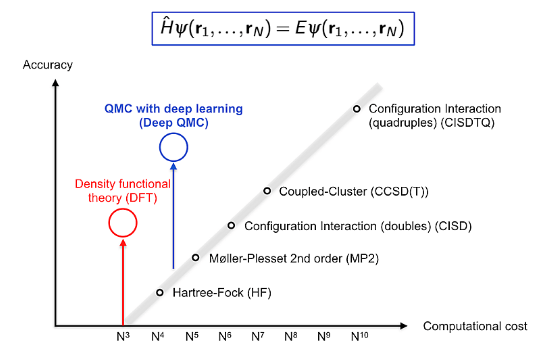 Ĥψ(r₁,...,r_N) = Eψ(r₁,...,r_N)
Accuracy
QMC with deep learning
(Deep QMC)
Configuration Interaction
(quadruples) (CISDTQ)
Density functional
theory (DFT)
Coupled-Cluster (CCSD(T))
Configuration Interaction (doubles) (CISD)
Møller-Plesset 2nd order (MP2)
Hartree-Fock (HF)
N³ N⁴ N⁵ N⁶ N⁷ N⁸ N⁹ N¹⁰
Computational cost